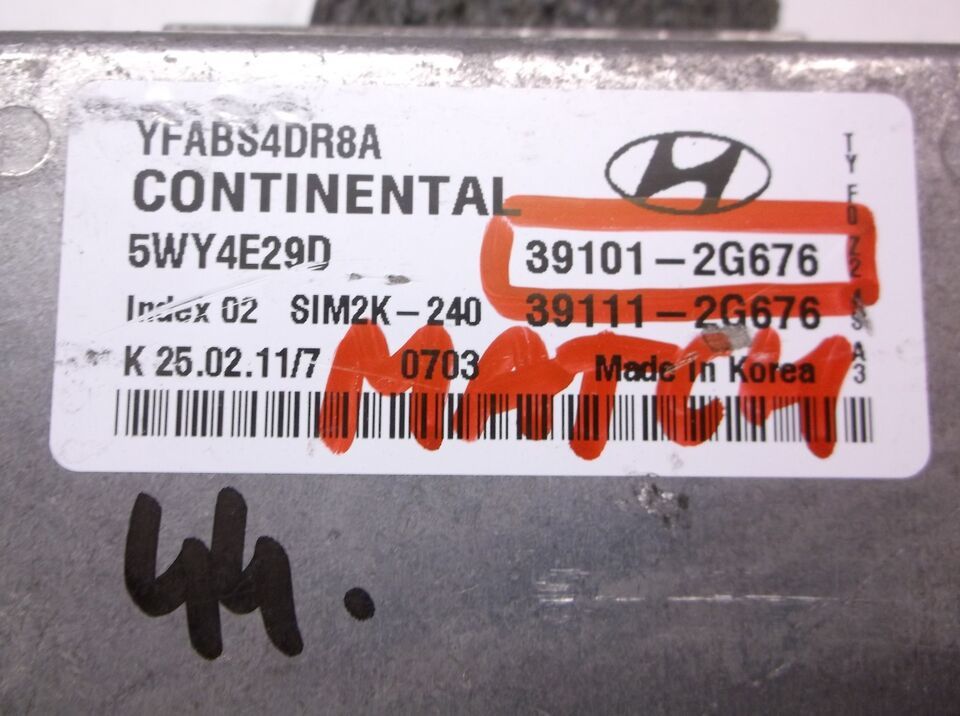 YFABS4DR8A
CONTINENTAL
5WY4E29D 39101-2G676
Index 02 SIM2K-240 39111-2G676
K 25.02.11/7 0703 Made in Korea
MATCH
TYF0Z24SA3
44.